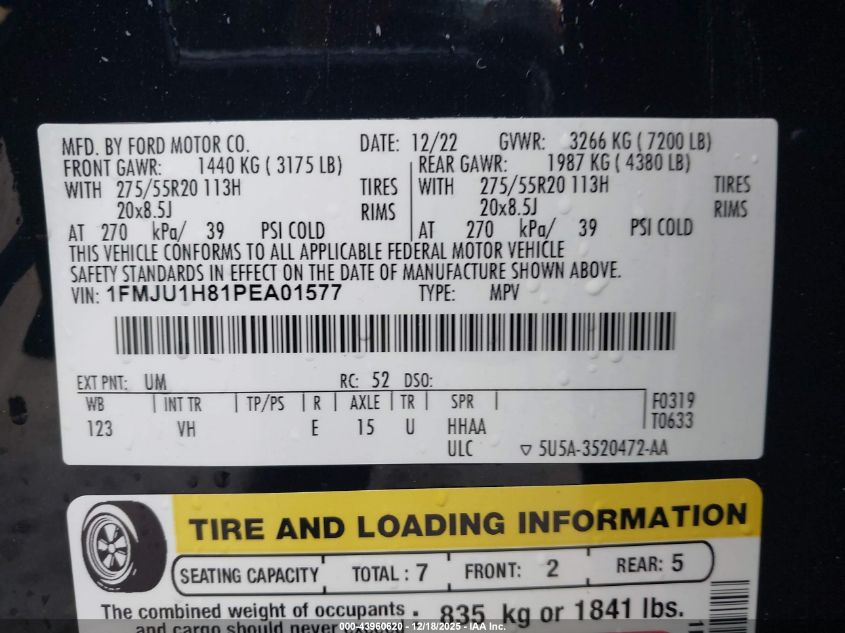 MFD. BY FORD MOTOR CO. DATE: 12/22 GVWR: 3266 KG ( 7200 LB)
FRONT GAWR: 1440 KG ( 3175 LB) REAR GAWR: 1987 KG ( 4380 LB)
WITH 275/55R20 113H TIRES WITH 275/55R20 113H TIRES
20x8.5J RIMS 20x8.5J RIMS
AT 270 kPa/ 39 PSI COLD AT 270 kPa/ 39 PSI COLD
THIS VEHICLE CONFORMS TO ALL APPLICABLE FEDERAL MOTOR VEHICLE
SAFETY STANDARDS IN EFFECT ON THE DATE OF MANUFACTURE SHOWN ABOVE.
VIN: 1FMJU1H81PEA01577 TYPE: MPV
EXT PNT: UM RC: 52 DSO:
WB INT TR TP/PS R AXLE TR SPR F0319
123 VH E 15 U HHAA T0633
ULC ▽ 5U5A-3520472-AA
TIRE AND LOADING INFORMATION
SEATING CAPACITY TOTAL : 7 FRONT: 2 REAR: 5
The combined weight of occupants 835 kg or 1841 lbs.
and cargo should never exceed
000-43960620 - 12/18/2025 - IAA Inc.